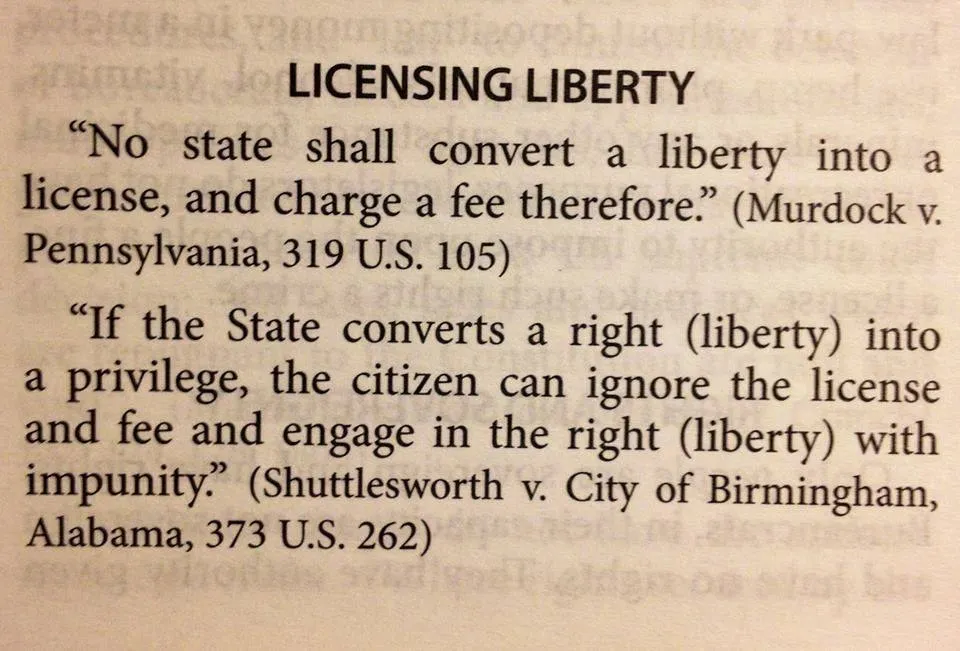 LICENSING LIBERTY
“No state shall convert a liberty into a
license, and charge a fee therefore.” (Murdock v.
Pennsylvania, 319 U.S. 105)
“If the State converts a right (liberty) into
a privilege, the citizen can ignore the license
and fee and engage in the right (liberty) with
impunity.” (Shuttlesworth v. City of Birmingham,
Alabama, 373 U.S. 262)